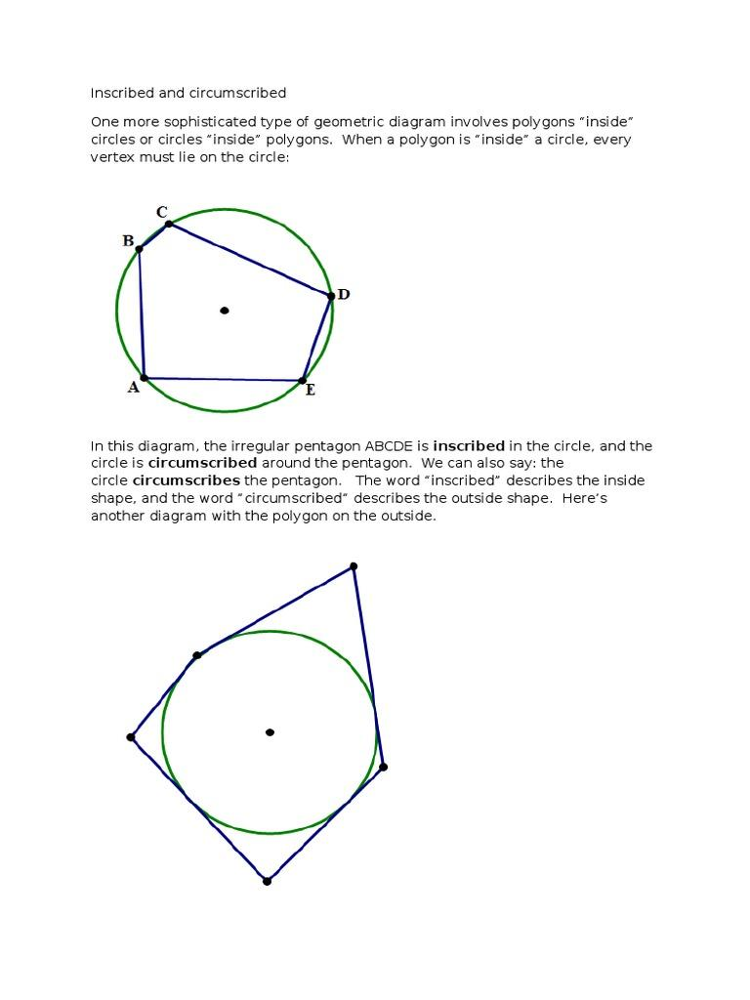 Inscribed and circumscribed
One more sophisticated type of geometric diagram involves polygons “inside”
circles or circles “inside” polygons.  When a polygon is “inside” a circle, every
vertex must lie on the circle:
C
B
D
A
E
In this diagram, the irregular pentagon ABCDE is inscribed in the circle, and the
circle is circumscribed around the pentagon.  We can also say: the
circle circumscribes the pentagon.   The word “inscribed” describes the inside
shape, and the word “circumscribed” describes the outside shape.  Here’s
another diagram with the polygon on the outside.